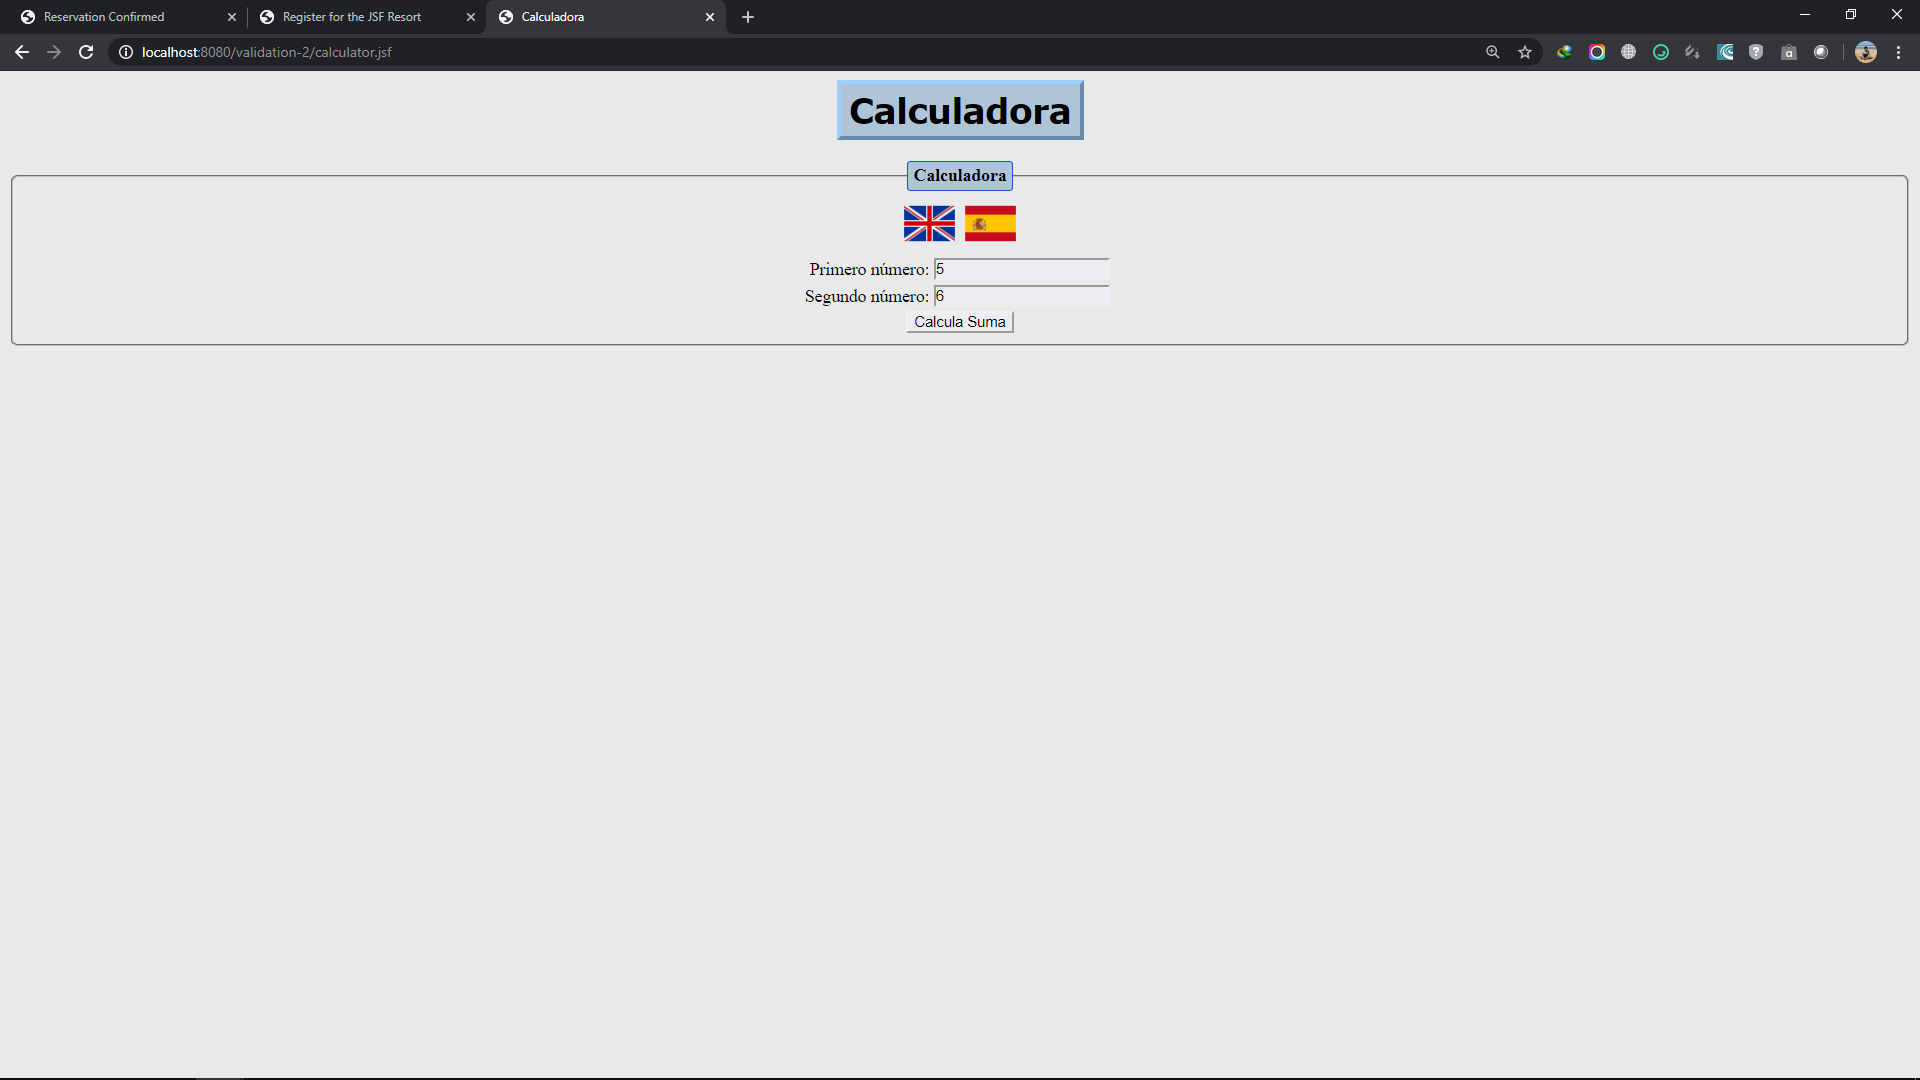 Reservation Confirmed
Register for the JSF Resort
Calculadora
localhost:8080/validation-2/calculator.jsf
Calculadora
Calculadora
Primero número: 5
Segundo número: 6
Calcula Suma